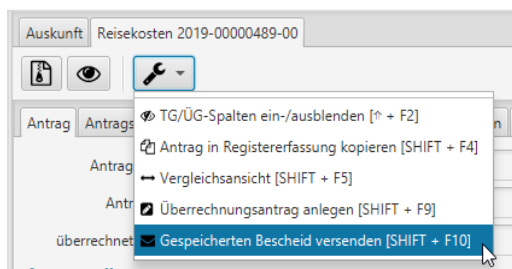 Auskunft Reisekosten 2019-00000489-00
TG/ÜG-Spalten ein-/ausblenden [⇑ + F2]
Antrag Antrags n
Antrag in Registererfassung kopieren [SHIFT + F4]
Antrag
Vergleichsansicht [SHIFT + F5]
Antr
Überrechnungsantrag anlegen [SHIFT + F9]
überrechnet
Gespeicherten Bescheid versenden [SHIFT + F10]